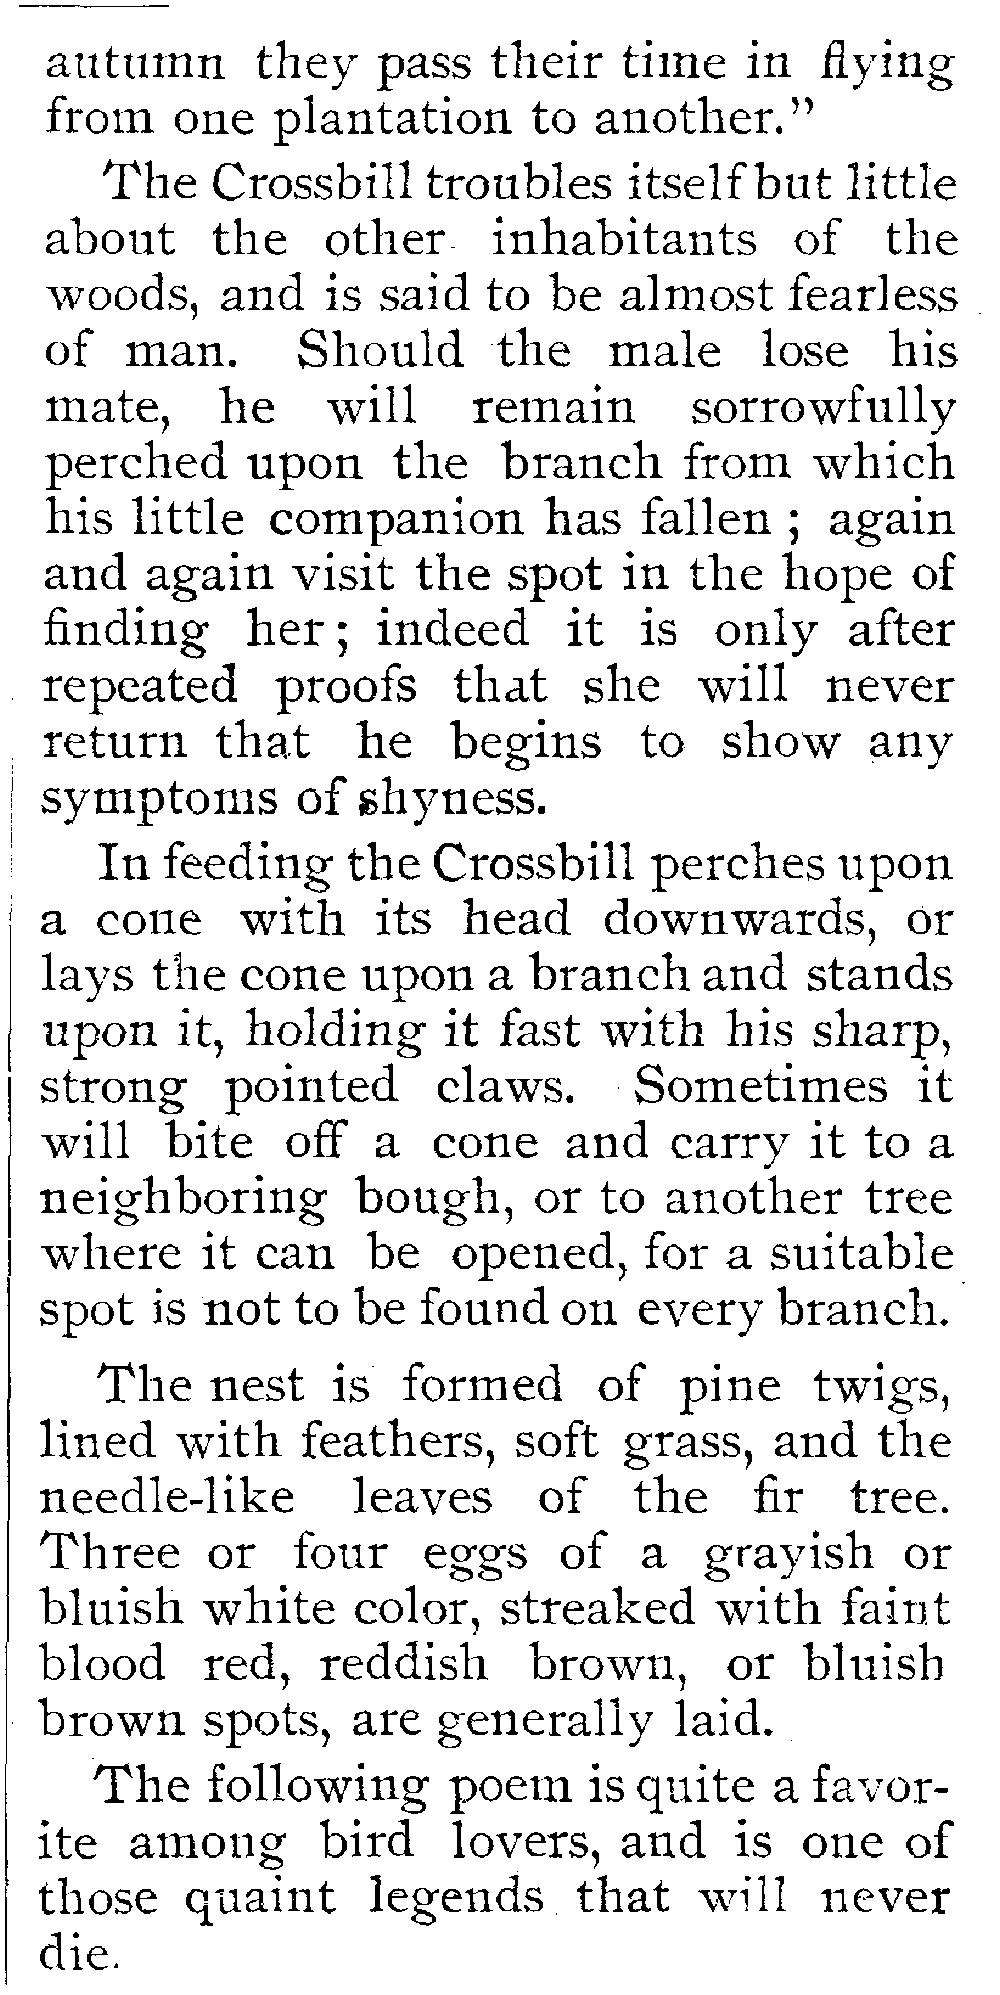 autumn they pass their time in flying
from one plantation to another."
The Crossbill troubles itself but little
about the other inhabitants of the
woods, and is said to be almost fearless
of man. Should the male lose his
mate, he will remain sorrowfully
perched upon the branch from which
his little companion has fallen ; again
and again visit the spot in the hope of
finding her ; indeed it is only after
repeated proofs that she will never
return that he begins to show any
symptoms of shyness.
In feeding the Crossbill perches upon
a cone with its head downwards, or
lays the cone upon a branch and stands
upon it, holding it fast with his sharp,
strong pointed claws. Sometimes it
will bite off a cone and carry it to a
neighboring bough, or to another tree
where it can be opened, for a suitable
spot is not to be found on every branch.
The nest is formed of pine twigs,
lined with feathers, soft grass, and the
needle-like leaves of the fir tree.
Three or four eggs of a grayish or
bluish white color, streaked with faint
blood red, reddish brown, or bluish
brown spots, are generally laid.
The following poem is quite a favor-
ite among bird lovers, and is one of
those quaint legends that will never
die.